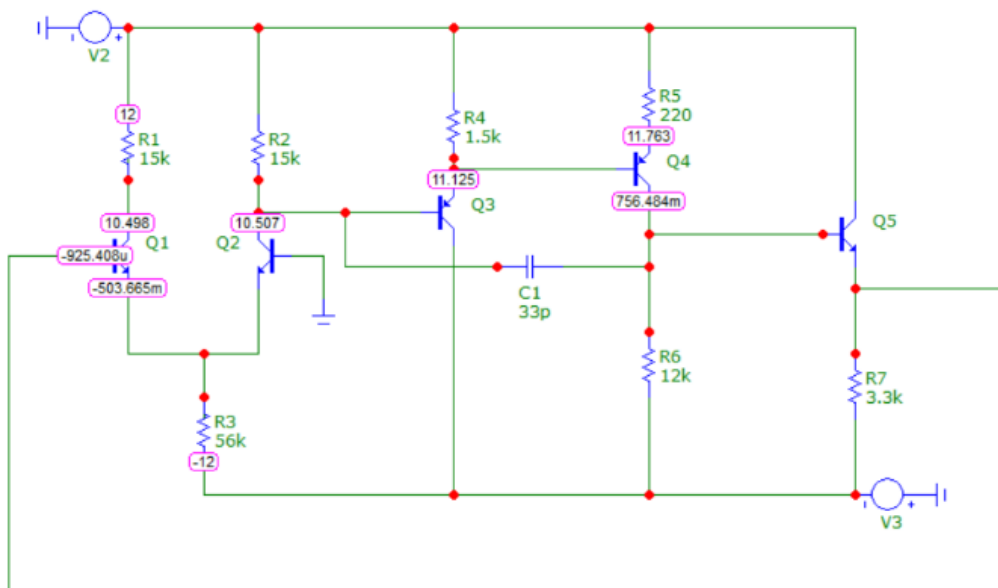 V2
12
R1
15k
R2
15k
R4
1.5k
R5
220
11.763
Q4
11.125
Q3
756.484m
10.498
Q1
10.507
Q2
Q5
-925.408u
-503.665m
C1
33p
R6
12k
R7
3.3k
R3
56k
-12
V3